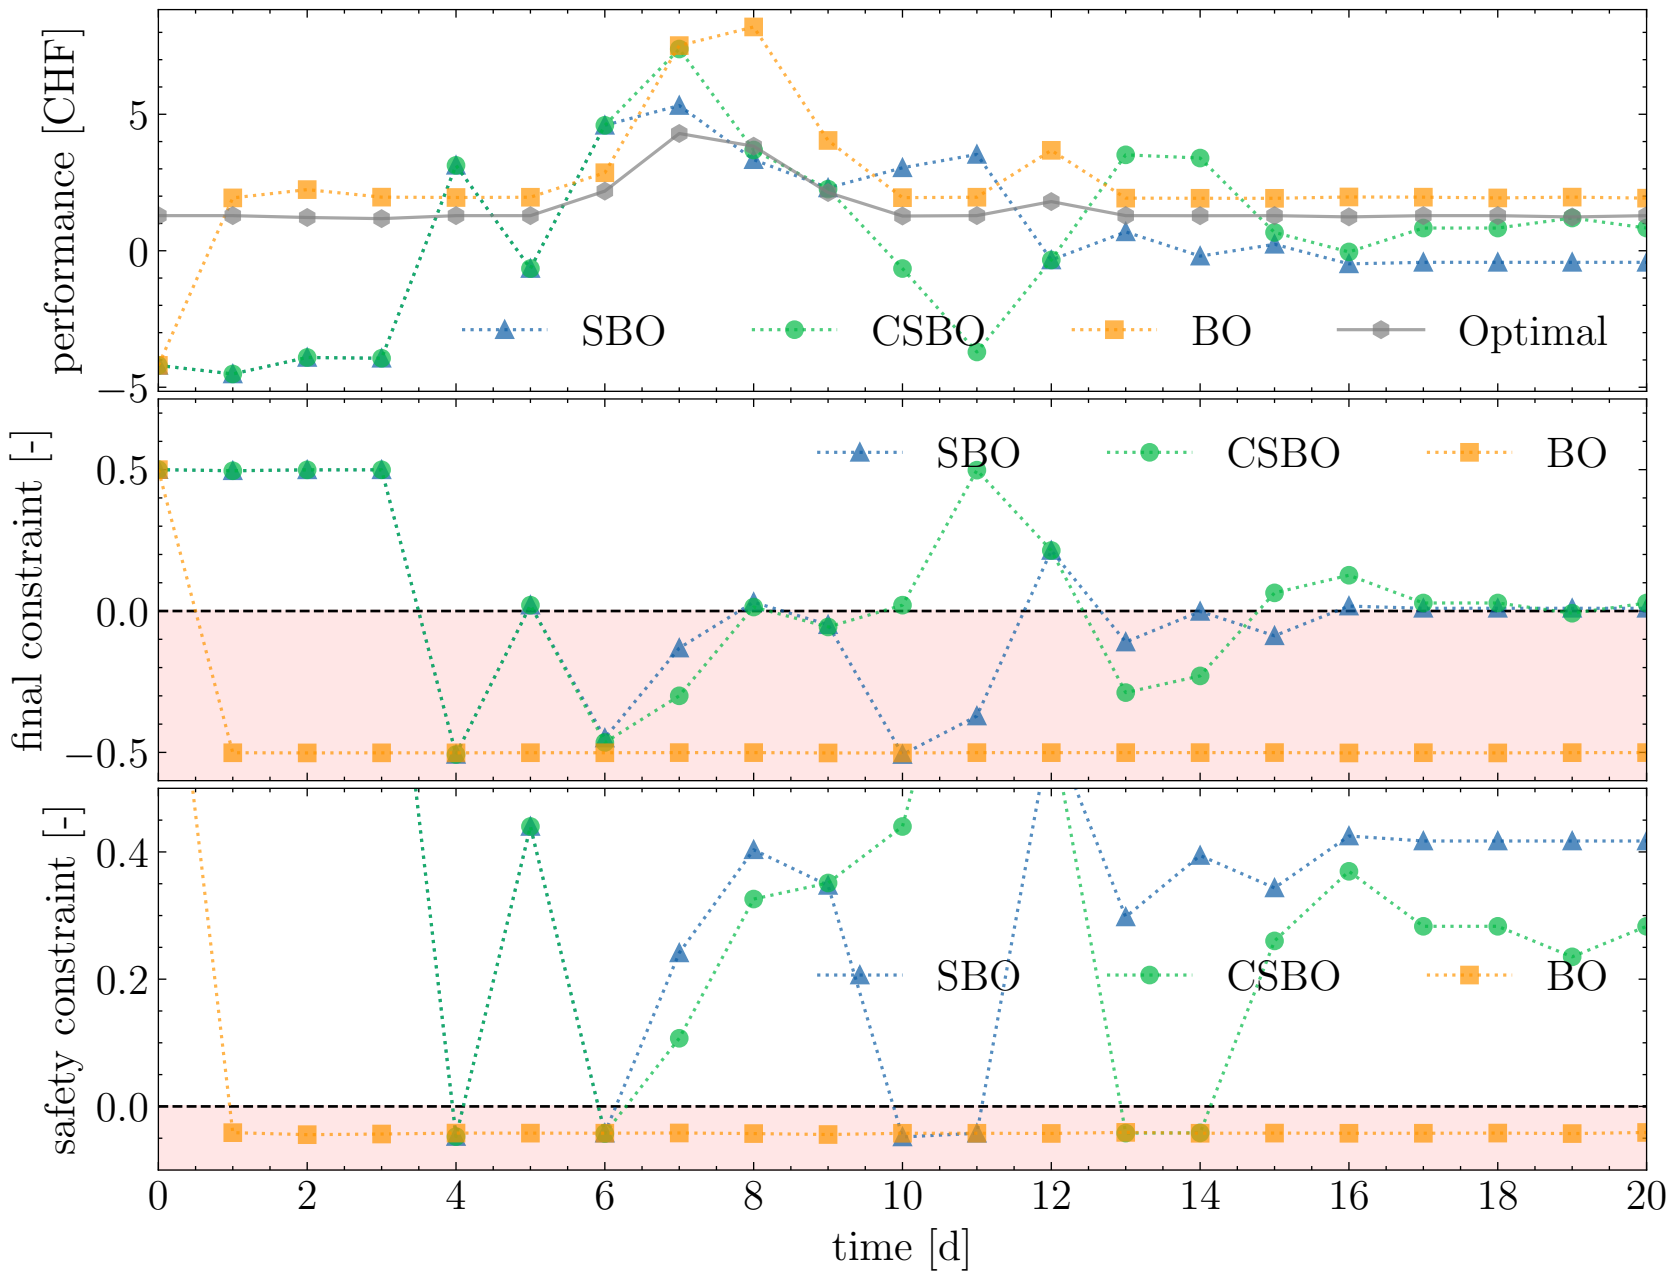 performance [CHF]
5
0
−5
SBO
CSBO
BO
Optimal
final constraint [-]
0.5
0.0
−0.5
SBO
CSBO
BO
safety constraint [-]
0.4
0.2
0.0
SBO
CSBO
BO
0 2 4 6 8 10 12 14 16 18 20
time [d]